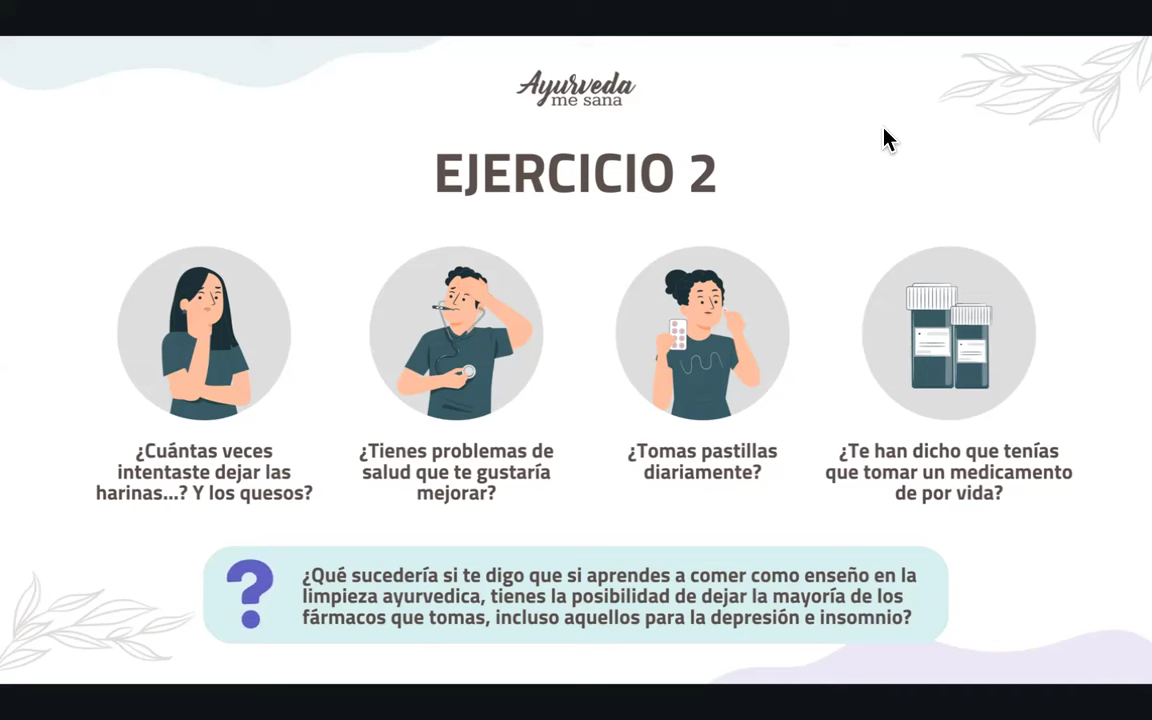 Ayurveda
me sana
EJERCICIO 2
¿Cuántas veces
intentaste dejar las
harinas...? Y los quesos?
¿Tienes problemas de
salud que te gustaría
mejorar?
¿Tomas pastillas
diariamente?
¿Te han dicho que tenías
que tomar un medicamento
de por vida?
?
¿Qué sucedería si te digo que si aprendes a comer como enseño en la
limpieza ayurvedica, tienes la posibilidad de dejar la mayoría de los
fármacos que tomas, incluso aquellos para la depresión e insomnio?